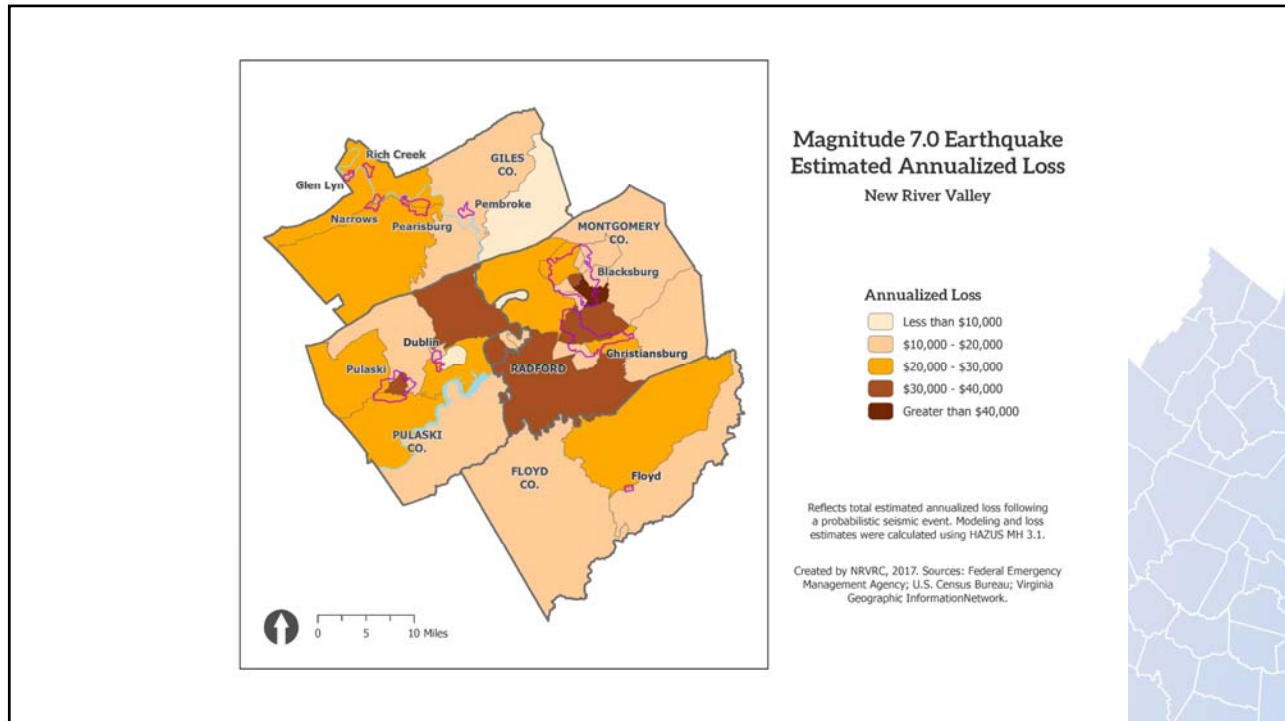 Magnitude 7.0 Earthquake
Estimated Annualized Loss
New River Valley
Rich Creek
GILES
CO.
Glen Lyn
Pembroke
Narrows
Pearisburg
MONTGOMERY
CO.
Blacksburg
Dublin
Pulaski
RADFORD
Christiansburg
PULASKI
CO.
FLOYD
CO.
Floyd
0 5 10 Miles
Annualized Loss
Less than $10,000
$10,000 - $20,000
$20,000 - $30,000
$30,000 - $40,000
Greater than $40,000
Reflects total estimated annualized loss following
a probabilistic seismic event. Modeling and loss
estimates were calculated using HAZUS MH 3.1.
Created by NRVRC, 2017. Sources: Federal Emergency
Management Agency; U.S. Census Bureau; Virginia
Geographic InformationNetwork.